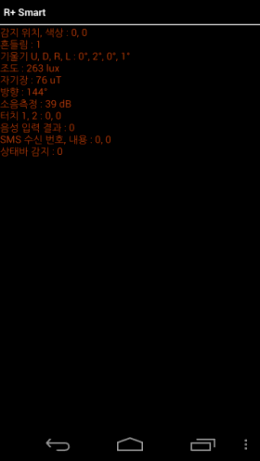 R+ Smart
감지 위치, 색상 : 0, 0
흔들림 : 1
기울기 U, D, R, L : 0°, 2°, 0°, 1°
조도 : 263 lux
자기장 : 76 uT
방향 : 144°
소음측정 : 39 dB
터치 1, 2 : 0, 0
음성 입력 결과 : 0
SMS 수신 번호, 내용 : 0, 0
상태바 감지 : 0